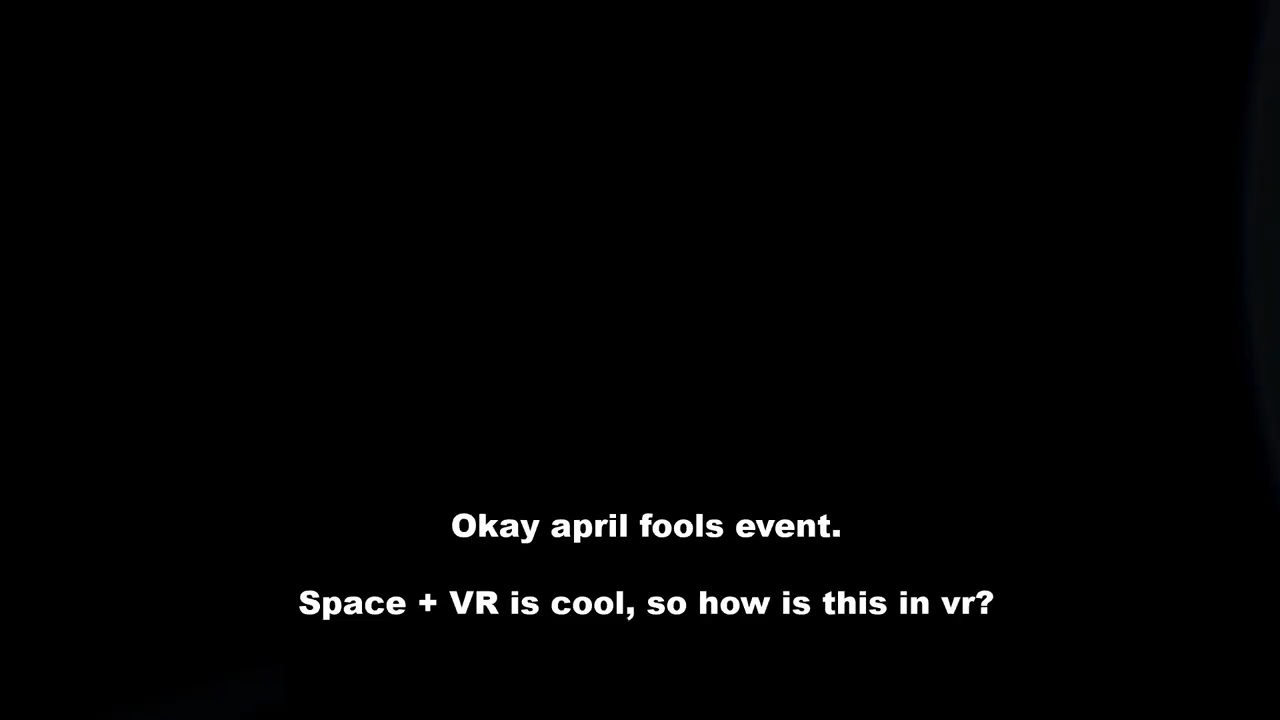 Okay april fools event.
Space + VR is cool, so how is this in vr?